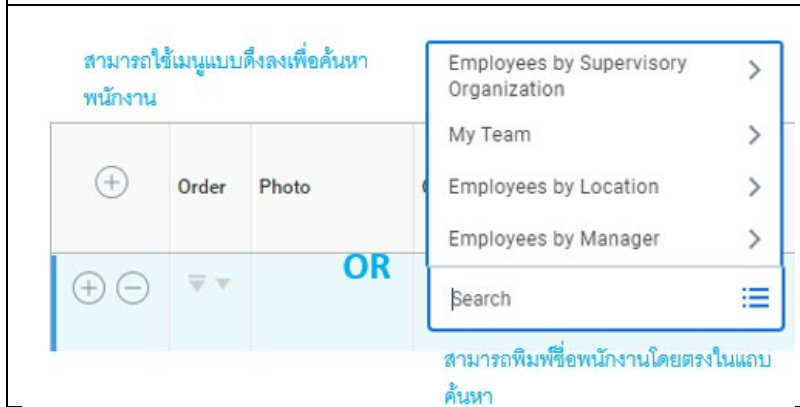 สามารถใช้เมนูแบบดึงลงเพื่อค้นหา
พนักงาน
Employees by Supervisory
Organization
My Team
Employees by Location
Employees by Manager
Order Photo
OR
Search
สามารถพิมพ์ชื่อพนักงานโดยตรงในแถบ
ค้นหา